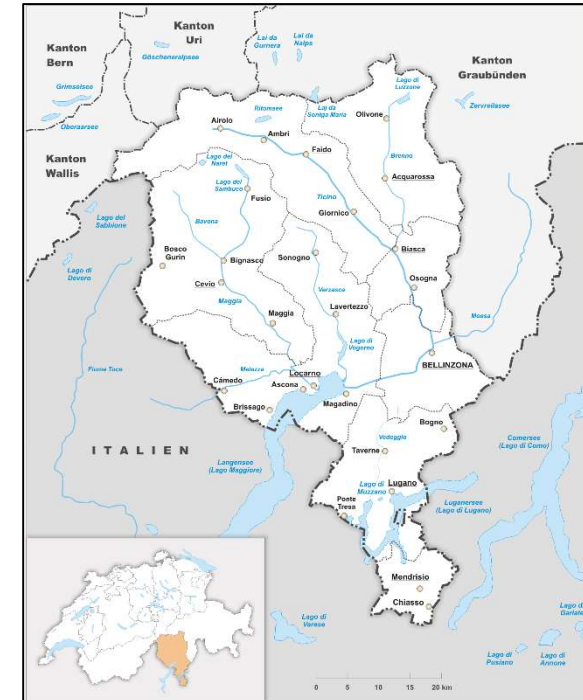 Kanton
Uri
Kanton
Bern
Göscheneralpsee
Lai da
Curnera
Lai da
Nalps
Kanton
Graubünden
Grimselsee
Oberaarsee
Lago di
Luzzone
Zervreilasee
Ritomsee
Lai da
Sontga Maria
Olivone
Airolo
Ambri
Faido
Brenno
Kanton
Wallis
Lago del
Naret
Lago del
Sambuco
Fusio
Acquarossa
Ticino
Giornico
Lago del
Sabbione
Bavona
Bosco
Gurin
Bignasco
Sonogno
Biasca
Lago di
Devero
Cevio
Verzasca
Osogna
Maggia
Maggia
Lavertezzo
Moesa
Lago di
Vogorno
Fiume Toce
BELLINZONA
Melezza
Locarno
Cámedo
Ascona
Magadino
Brissago
Bogno
ITALIEN
Vedeggio
Taverne
Comersee
(Lago di Como)
Langensee
(Lago Maggiore)
Lago di
Muzzano
Lugano
Ponte
Tresa
Luganersee
(Lago di Lugano)
Mendrisio
Chiasso
Lago di
Varese
Lago di
Pusiano
Lago di
Annone
0 5 10 15 20 km